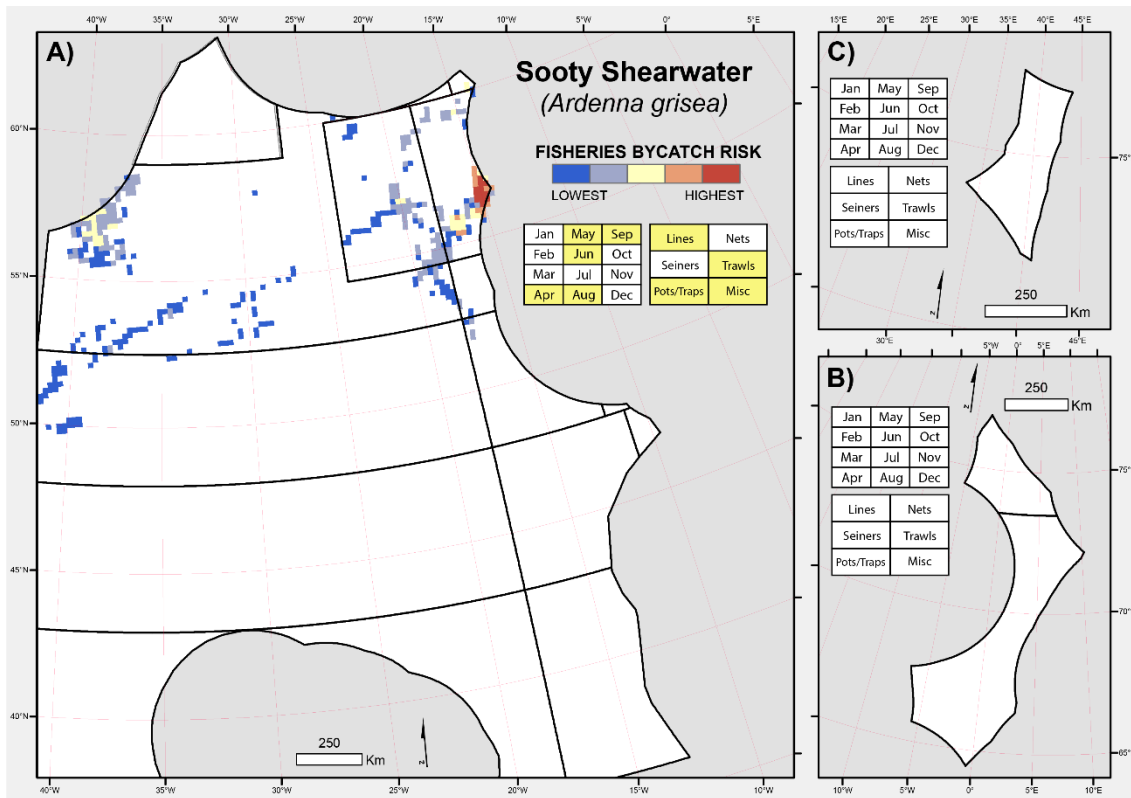 40°W 35°W 30°W 25°W 20°W 15°W 10°W 5°W
A)
Sooty Shearwater
(Ardenna grisea)
60°N
FISHERIES BYCATCH RISK
LOWEST HIGHEST
Jan May Sep
Feb Jun Oct
Mar Jul Nov
Apr Aug Dec
Lines Nets
Seiners Trawls
Pots/Traps Misc
55°N
50°N
45°N
40°N
250
Km
z
35°W 30°W 25°W 20°W 15°W 10°W
15°E 20°E 25°E 30°E 35°E 40°E 45°E
C)
Jan May Sep
Feb Jun Oct
Mar Jul Nov
Apr Aug Dec
75°
Lines Nets
Seiners Trawls
Pots/Traps Misc
z
250
Km
30°E 5°W 0° 5°E 45°E
B)
z
250
Km
Jan May Sep
Feb Jun Oct
Mar Jul Nov
Apr Aug Dec
75°
Lines Nets
Seiners Trawls
Pots/Traps Misc
70°
65°
10°W 5°W 0° 5°E 10°E